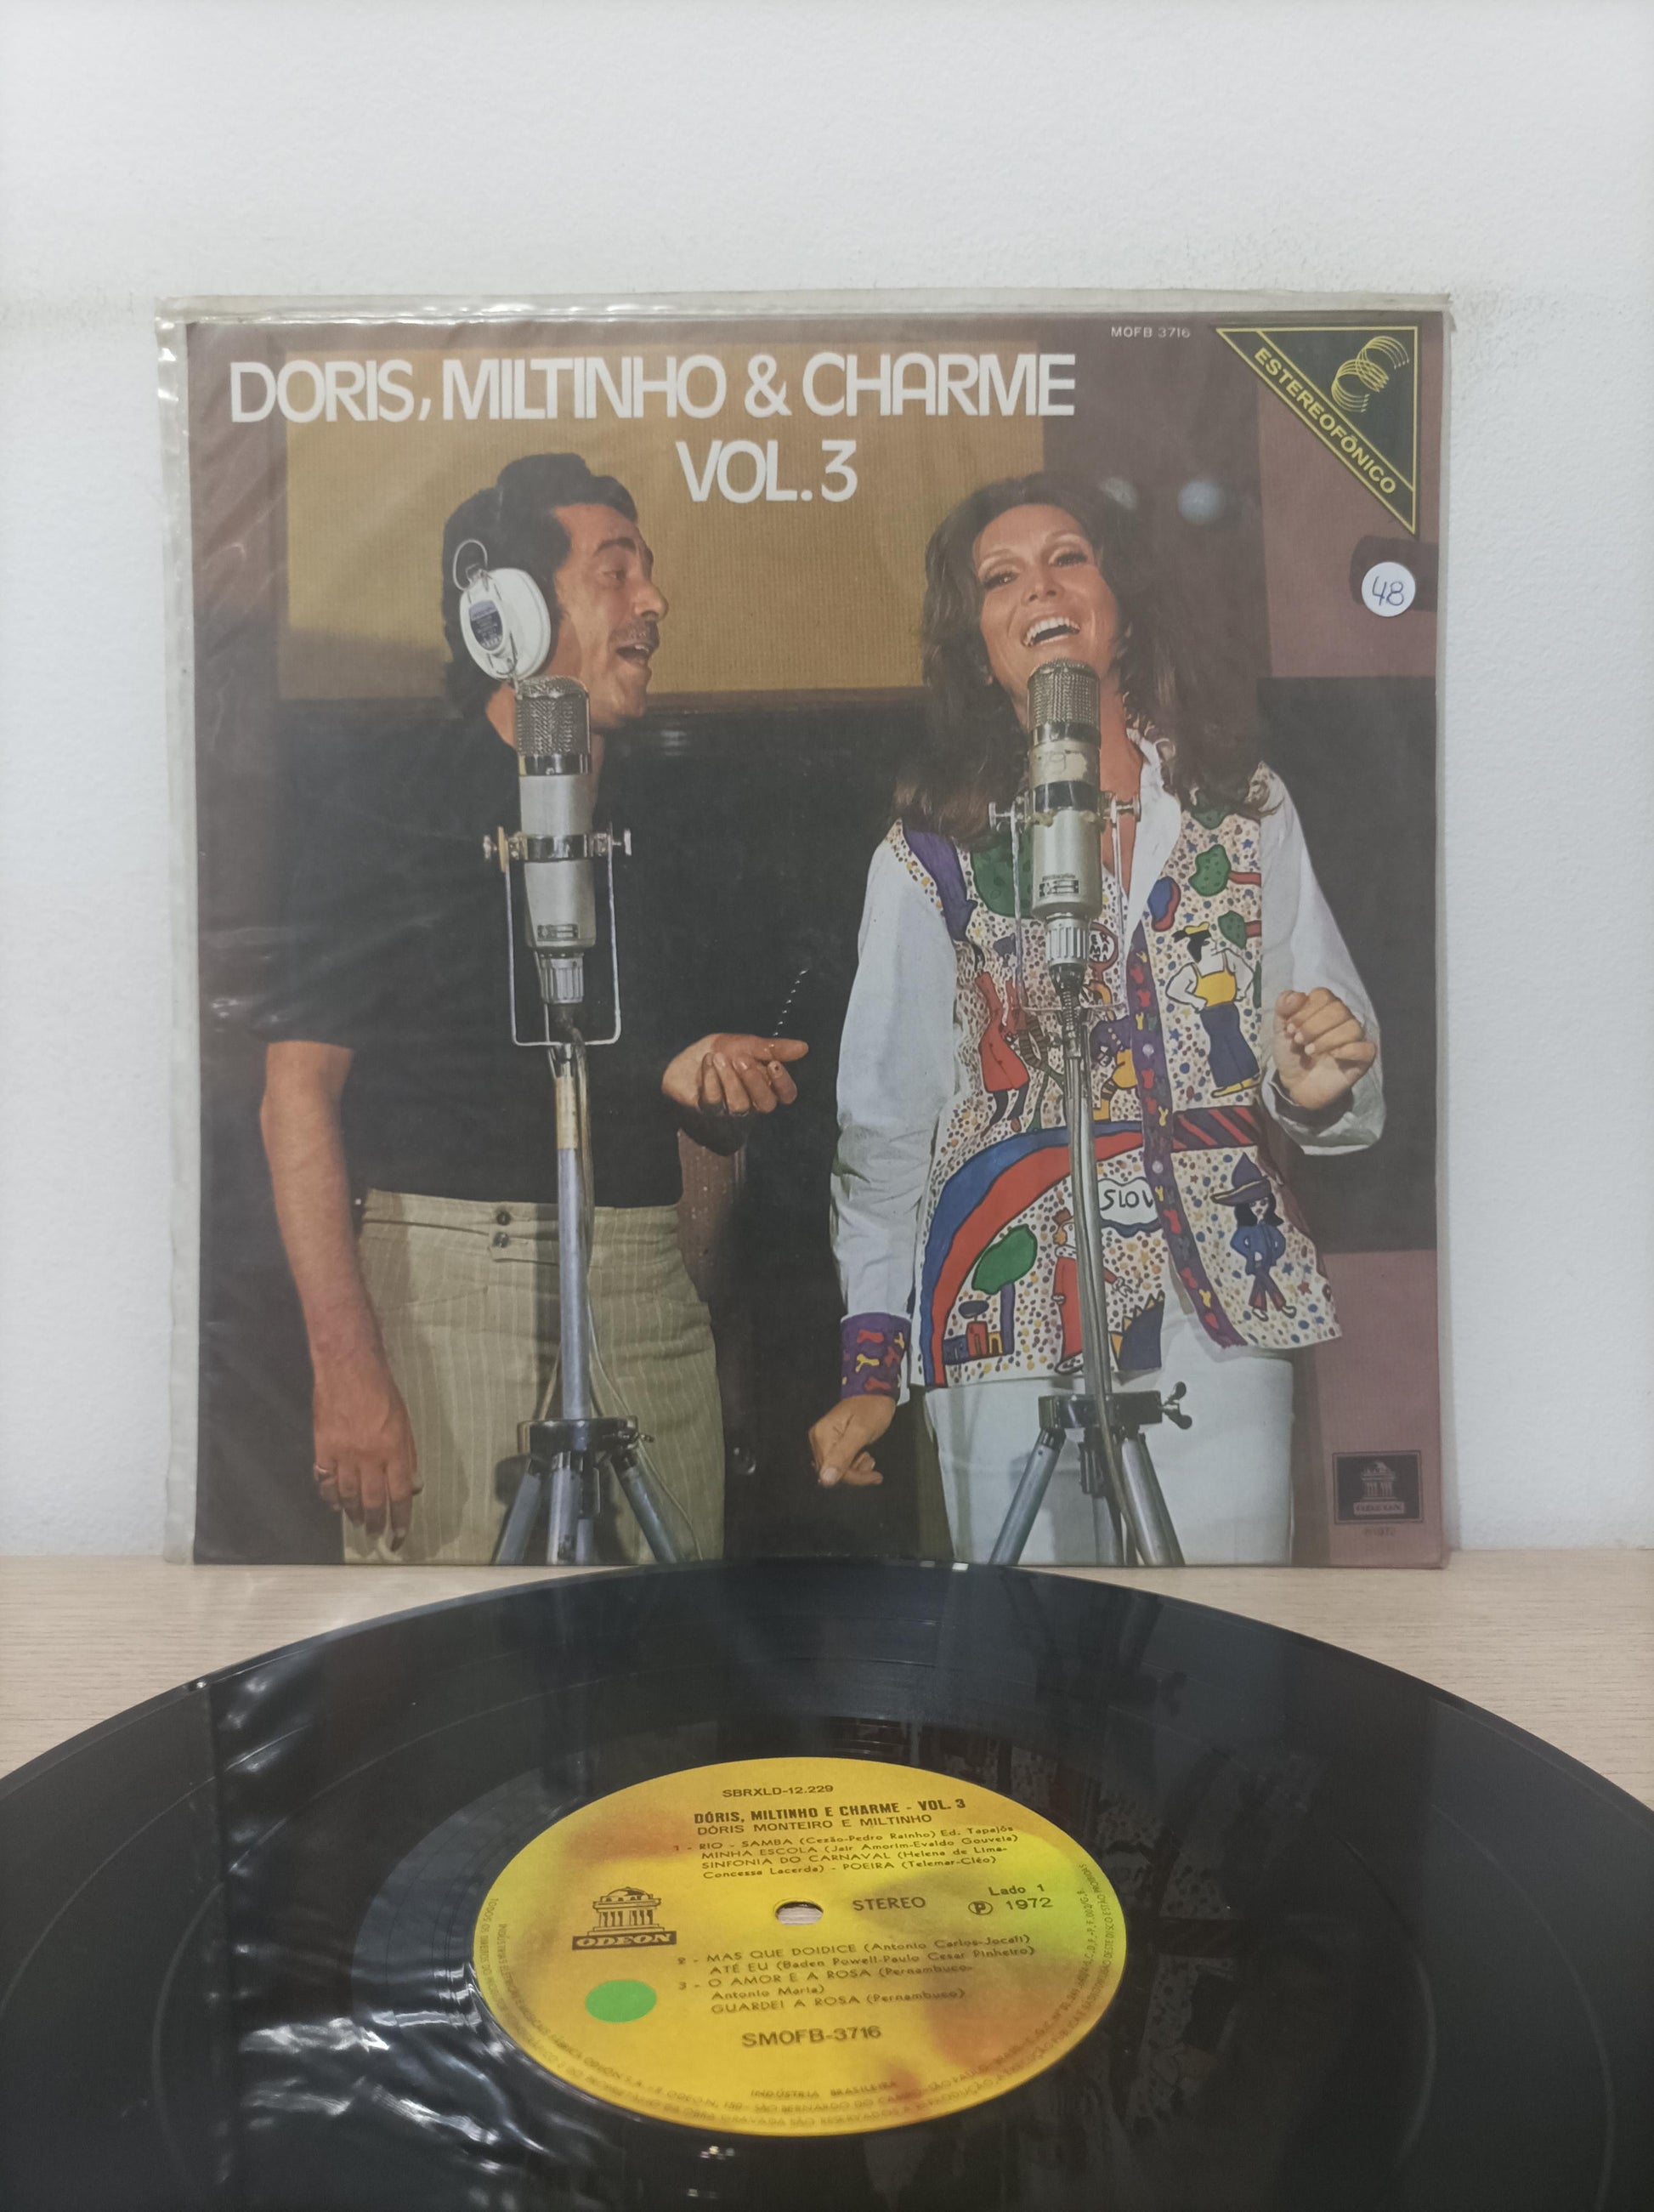 MOFB 3716
DORIS, MILTINHO & CHARME
VOL. 3
ESTEREOFÔNICO
48
SLOW
ODEON
SBRXLD-12.229
DÓRIS, MILTINHO E CHARME - VOL. 3
DÓRIS MONTEIRO E MILTINHO
1 - RIO - SAMBA (Cezão-Pedro Rainho) Ed. Tapajós
MINHA ESCOLA (Jair Amorim-Evaldo Gouveia)
SINFONIA DO CARNAVAL (Helena de Lima-
Concessa Lacerda) - POEIRA (Telemar-Cléo)
Lado 1
STEREO
Ⓟ 1972
ODEON
2 - MAS QUE DOIDICE (Antonio Carlos-Jocafi)
ATÉ EU (Baden Powell-Paulo Cesar Pinheiro)
3 - O AMOR E A ROSA (Pernambuco-
Antonio Maria)
GUARDEI A ROSA (Pernambuco)
SMOFB-3716
INDÚSTRIA BRASILEIRA